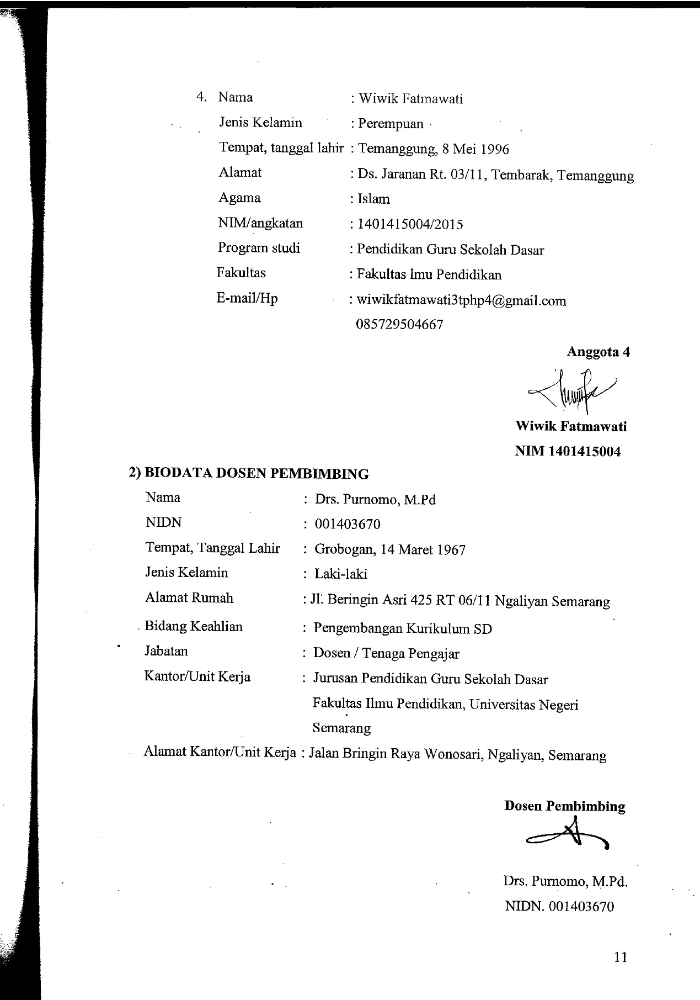 4. Nama : Wiwik Fatmawati
Jenis Kelamin : Perempuan
Tempat, tanggal lahir : Temanggung, 8 Mei 1996
Alamat : Ds. Jaranan Rt. 03/11, Tembarak, Temanggung
Agama : Islam
NIM/angkatan : 1401415004/2015
Program studi : Pendidikan Guru Sekolah Dasar
Fakultas : Fakultas lmu Pendidikan
E-mail/Hp : wiwikfatmawati3tphp4@gmail.com
085729504667
Anggota 4
Wiwik Fatmawati
NIM 1401415004
2) BIODATA DOSEN PEMBIMBING
Nama : Drs. Purnomo, M.Pd
NIDN : 001403670
Tempat, Tanggal Lahir : Grobogan, 14 Maret 1967
Jenis Kelamin : Laki-laki
Alamat Rumah : Jl. Beringin Asri 425 RT 06/11 Ngaliyan Semarang
Bidang Keahlian : Pengembangan Kurikulum SD
Jabatan : Dosen / Tenaga Pengajar
Kantor/Unit Kerja : Jurusan Pendidikan Guru Sekolah Dasar
Fakultas Ilmu Pendidikan, Universitas Negeri
Semarang
Alamat Kantor/Unit Kerja : Jalan Bringin Raya Wonosari, Ngaliyan, Semarang
Dosen Pembimbing
Drs. Purnomo, M.Pd.
NIDN. 001403670
11